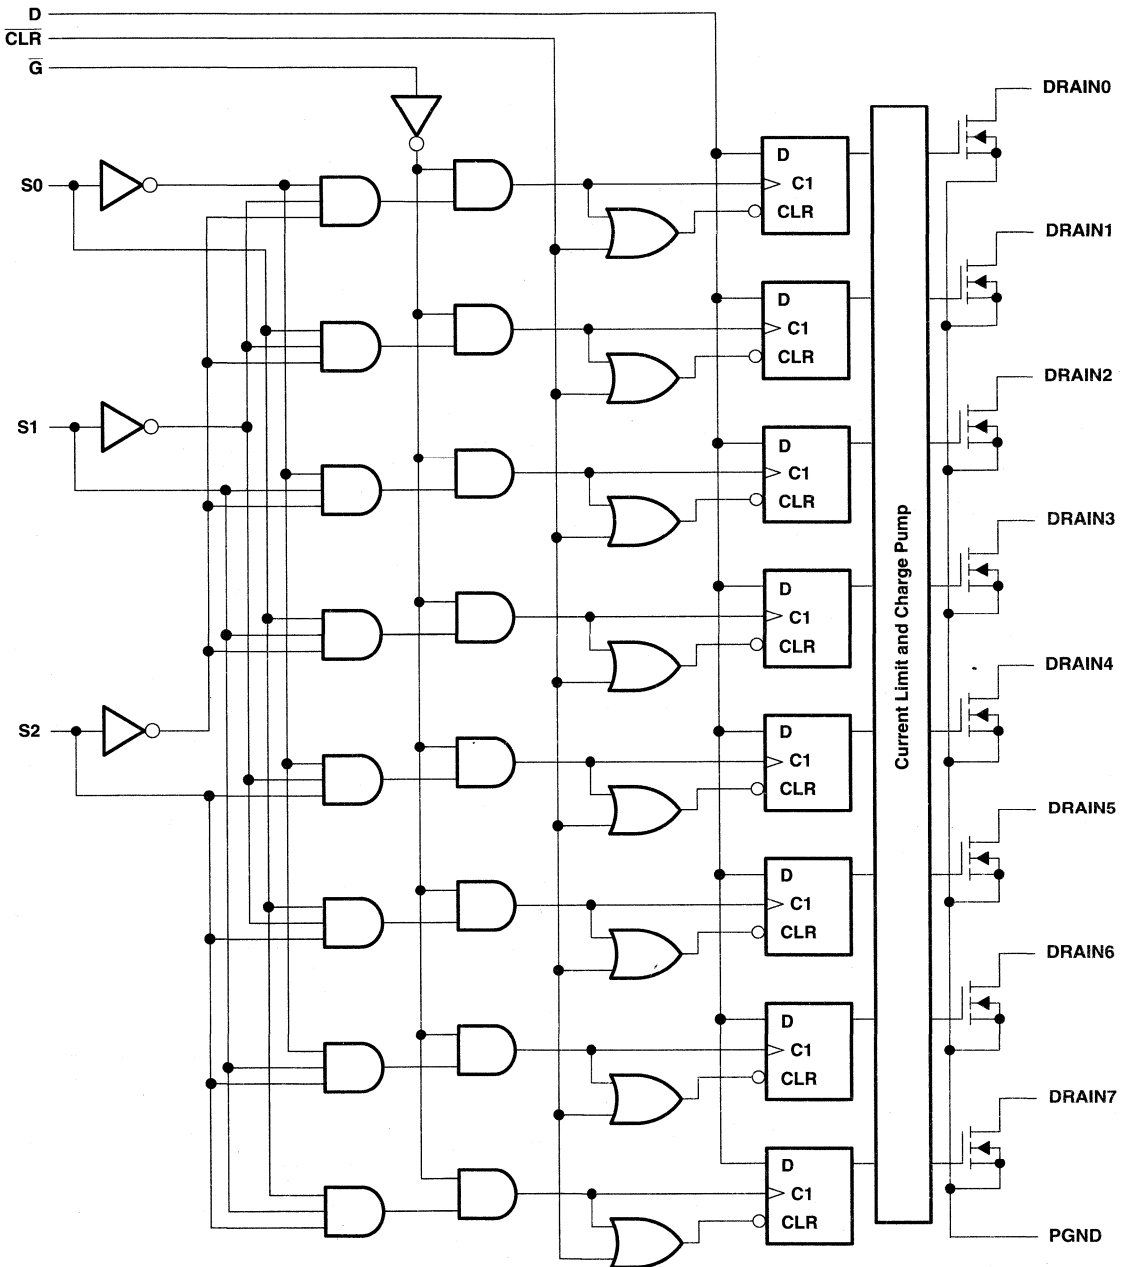 D
CLR
G
DRAIN0
D
C1
CLR
S0
DRAIN1
D
C1
CLR
DRAIN2
S1
D
C1
CLR
DRAIN3
D
C1
CLR
Current Limit and Charge Pump
DRAIN4
S2
D
C1
CLR
DRAIN5
D
C1
CLR
DRAIN6
D
C1
CLR
DRAIN7
D
C1
CLR
PGND